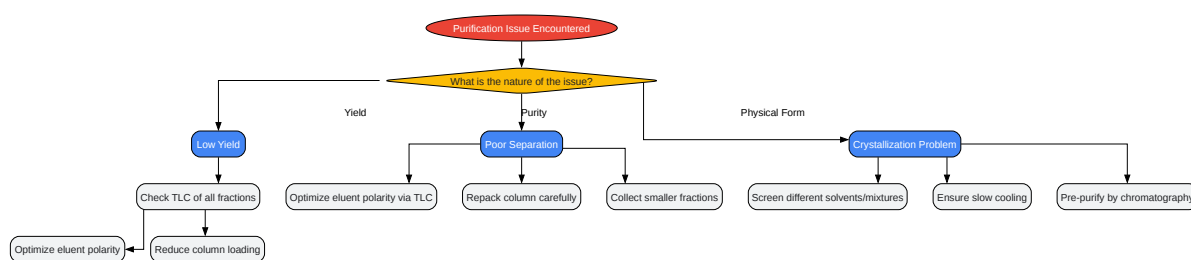 Purification Issue Encountered
What is the nature of the issue?
Yield
Purity
Physical Form
Low Yield
Poor Separation
Crystallization Problem
Check TLC of all fractions
Optimize eluent polarity via TLC
Repack column carefully
Collect smaller fractions
Screen different solvents/mixtures
Ensure slow cooling
Pre-purify by chromatography
Optimize eluent polarity
Reduce column loading